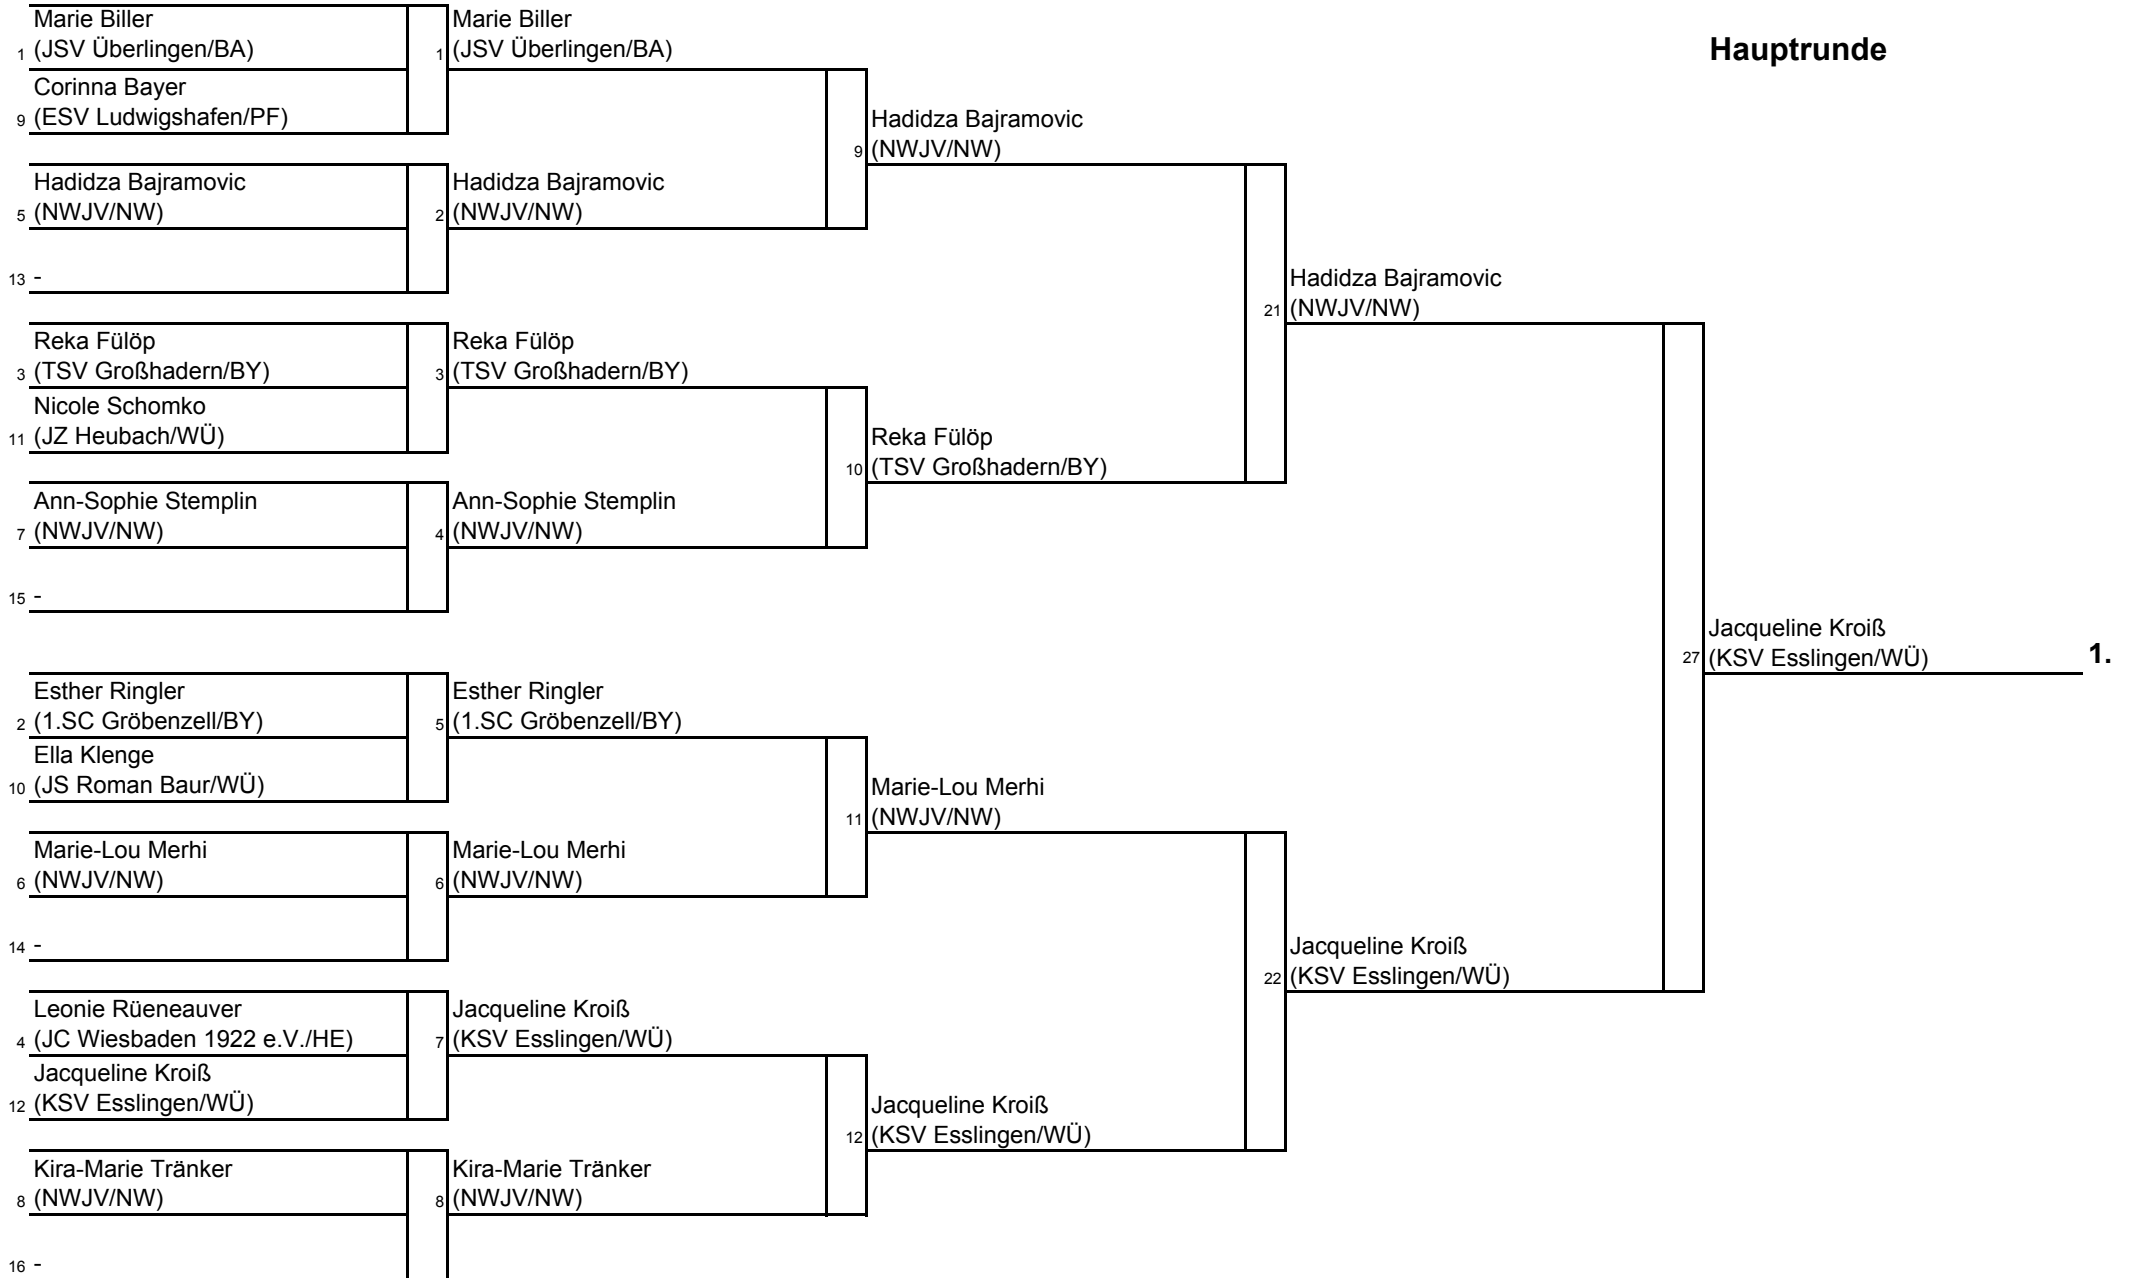 Hauptrunde
Marie Biller
1 (JSV Überlingen/BA)
Corinna Bayer
9 (ESV Ludwigshafen/PF)
Hadidza Bajramovic
5 (NWJV/NW)
13 -
Reka Fülöp
3 (TSV Großhadern/BY)
Nicole Schomko
11 (JZ Heubach/WÜ)
Ann-Sophie Stemplin
7 (NWJV/NW)
15 -
Esther Ringler
2 (1.SC Gröbenzell/BY)
Ella Klenge
10 (JS Roman Baur/WÜ)
Marie-Lou Merhi
6 (NWJV/NW)
14 -
Leonie Rüeneauver
4 (JC Wiesbaden 1922 e.V./HE)
Jacqueline Kroiß
12 (KSV Esslingen/WÜ)
Kira-Marie Tränker
8 (NWJV/NW)
16 -
Marie Biller
1 (JSV Überlingen/BA)
Hadidza Bajramovic
2 (NWJV/NW)
Reka Fülöp
3 (TSV Großhadern/BY)
Ann-Sophie Stemplin
4 (NWJV/NW)
Esther Ringler
5 (1.SC Gröbenzell/BY)
Marie-Lou Merhi
6 (NWJV/NW)
Jacqueline Kroiß
7 (KSV Esslingen/WÜ)
Kira-Marie Tränker
8 (NWJV/NW)
Hadidza Bajramovic
9 (NWJV/NW)
Reka Fülöp
10 (TSV Großhadern/BY)
Marie-Lou Merhi
11 (NWJV/NW)
Jacqueline Kroiß
12 (KSV Esslingen/WÜ)
Hadidza Bajramovic
21 (NWJV/NW)
Jacqueline Kroiß
22 (KSV Esslingen/WÜ)
Jacqueline Kroiß
27 (KSV Esslingen/WÜ) 1.